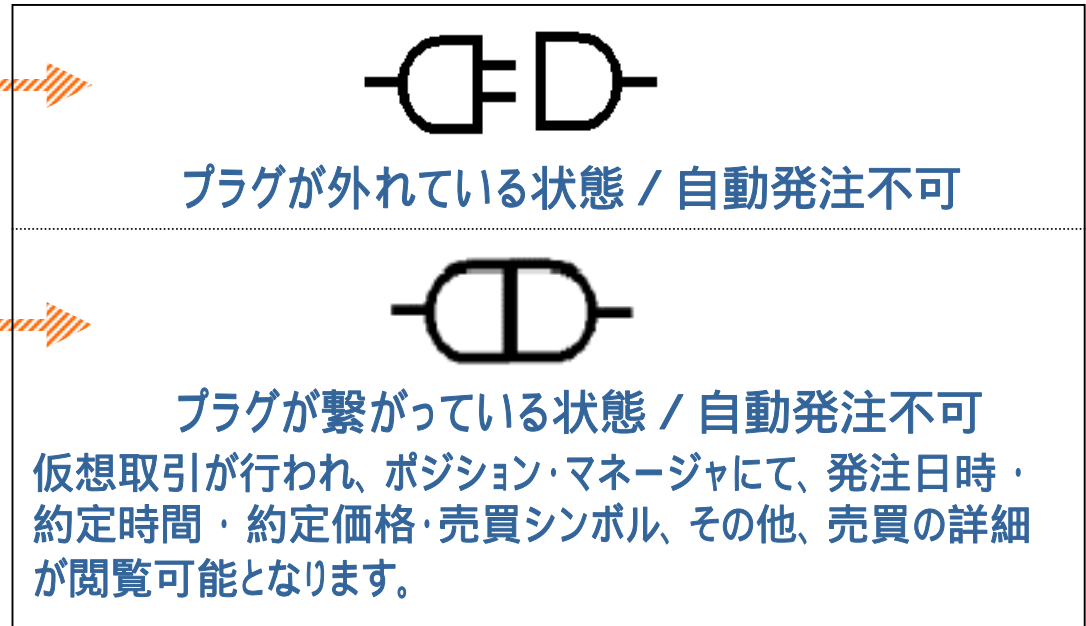 プラグが外れている状態 / 自動発注不可
プラグが繋がっている状態 / 自動発注不可
仮想取引が行われ、ポジション・マネージャにて、発注日時・
約定時間・約定価格・売買シンボル、その他、売買の詳細
が閲覧可能となります。